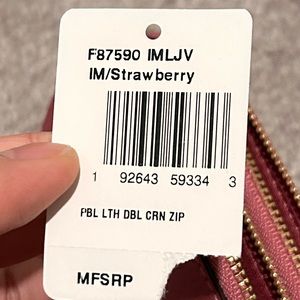 F87590 IMLJV
IM/Strawberry
1 92643 59334 3
PBL LTH DBL CRN ZIP
MFSRP